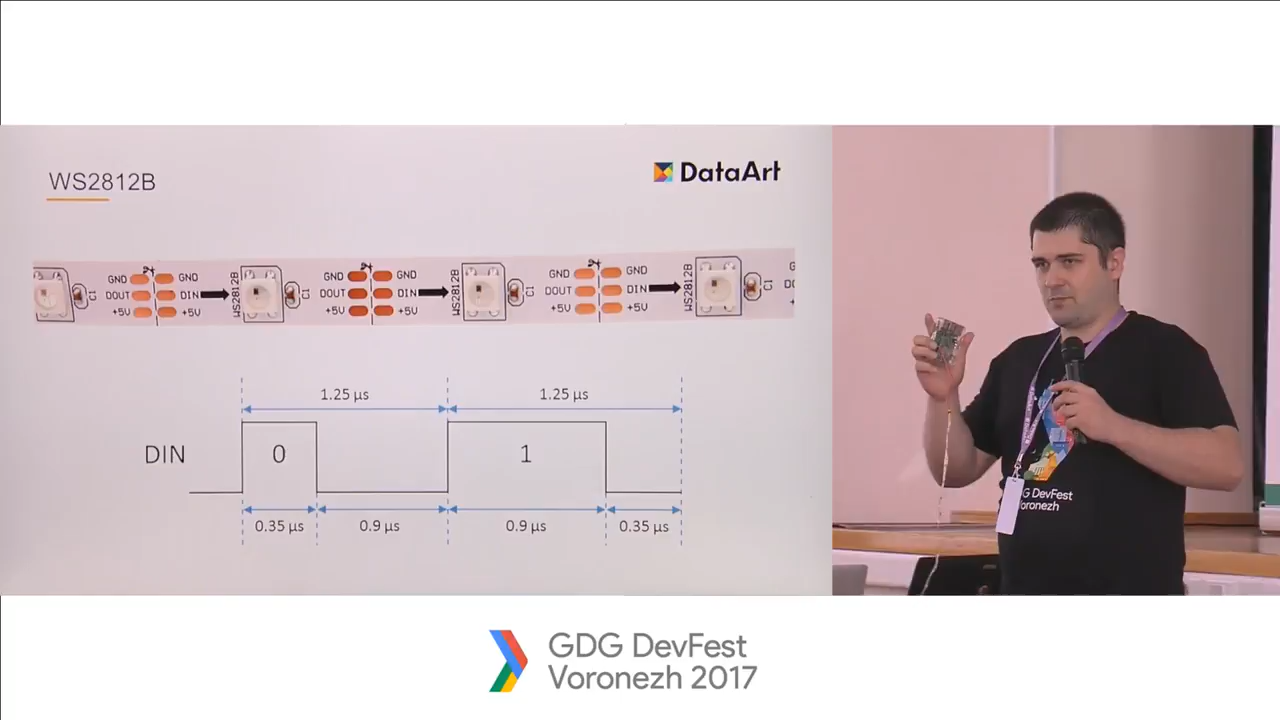 WS2812B
DataArt
GND GND GND GND GND GND G
C1 WS2812B C1 WS2812B C1 WS2812B C1
DOUT DIN DOUT DIN DOUT DIN
+5V +5V +5V +5V +5V +5V
1.25 µs 1.25 µs
DIN 0 1
0.35 µs 0.9 µs 0.9 µs 0.35 µs
G DevFest
oronezh
GDG DevFest
Voronezh 2017